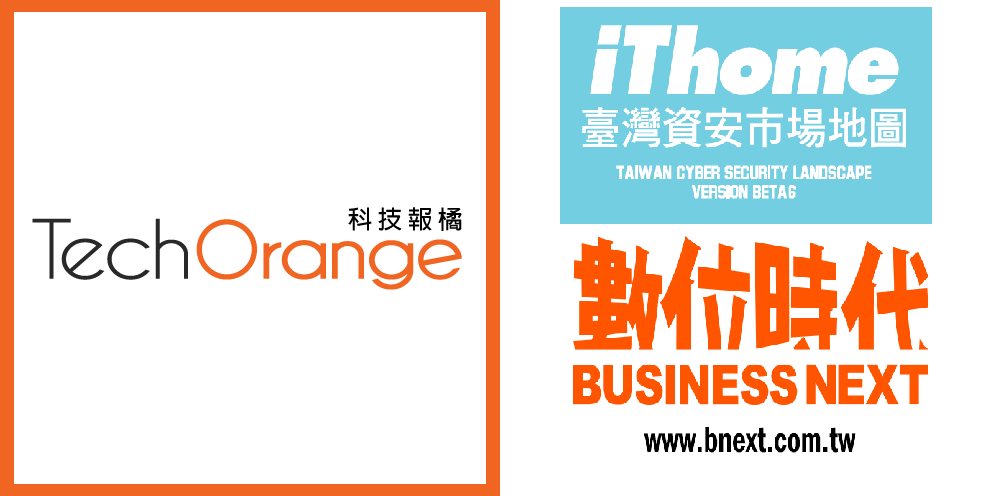 科技報橘
TechOrange
iThome
臺灣資安市場地圖
TAIWAN CYBER SECURITY LANDSCAPE
VERSION BETA6
數位時代
BUSINESS NEXT
www.bnext.com.tw